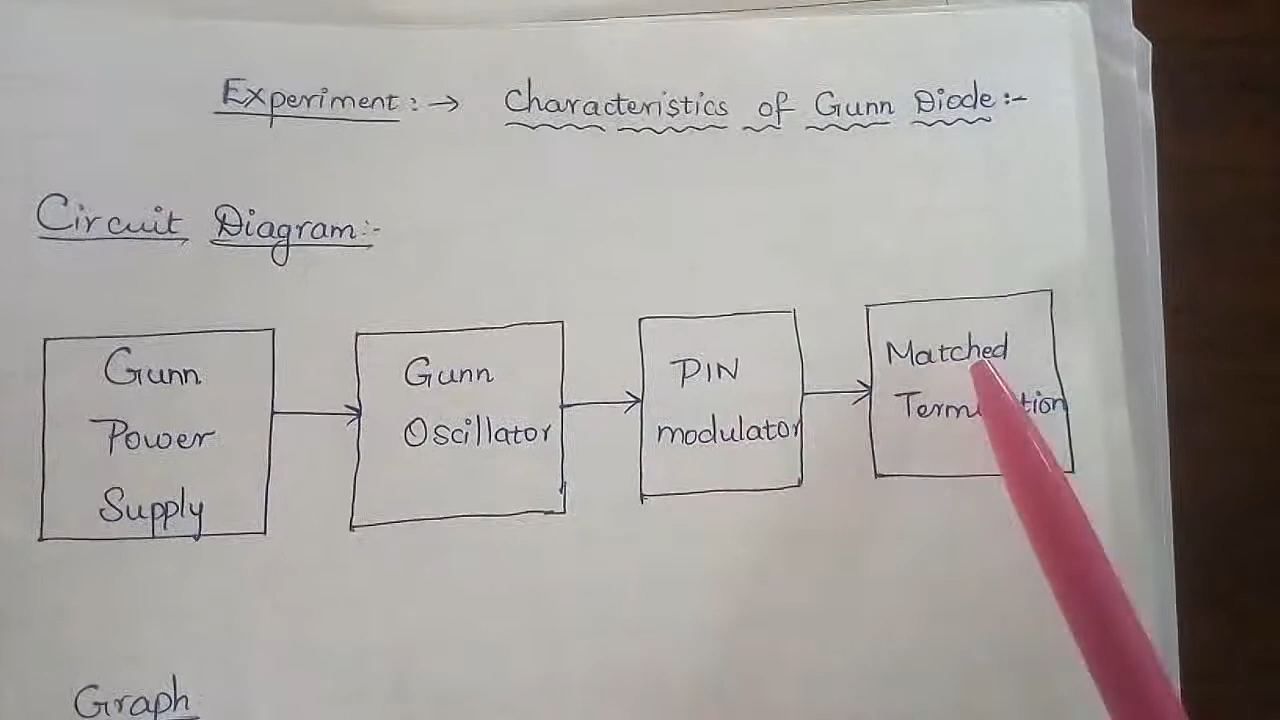 Experiment:→ Characteristics of Gunn Diode:-
Circuit Diagram:-
Gunn
Power
Supply
Gunn
Oscillator
PIN
modulator
Matched
Graph